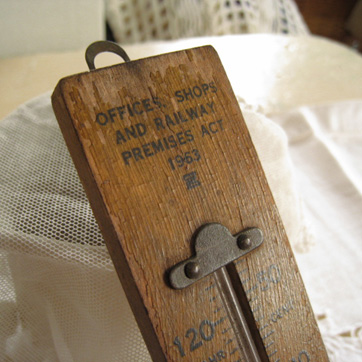 OFFICES, SHOPS
AND RAILWAY
PREMISES ACT
1963
120